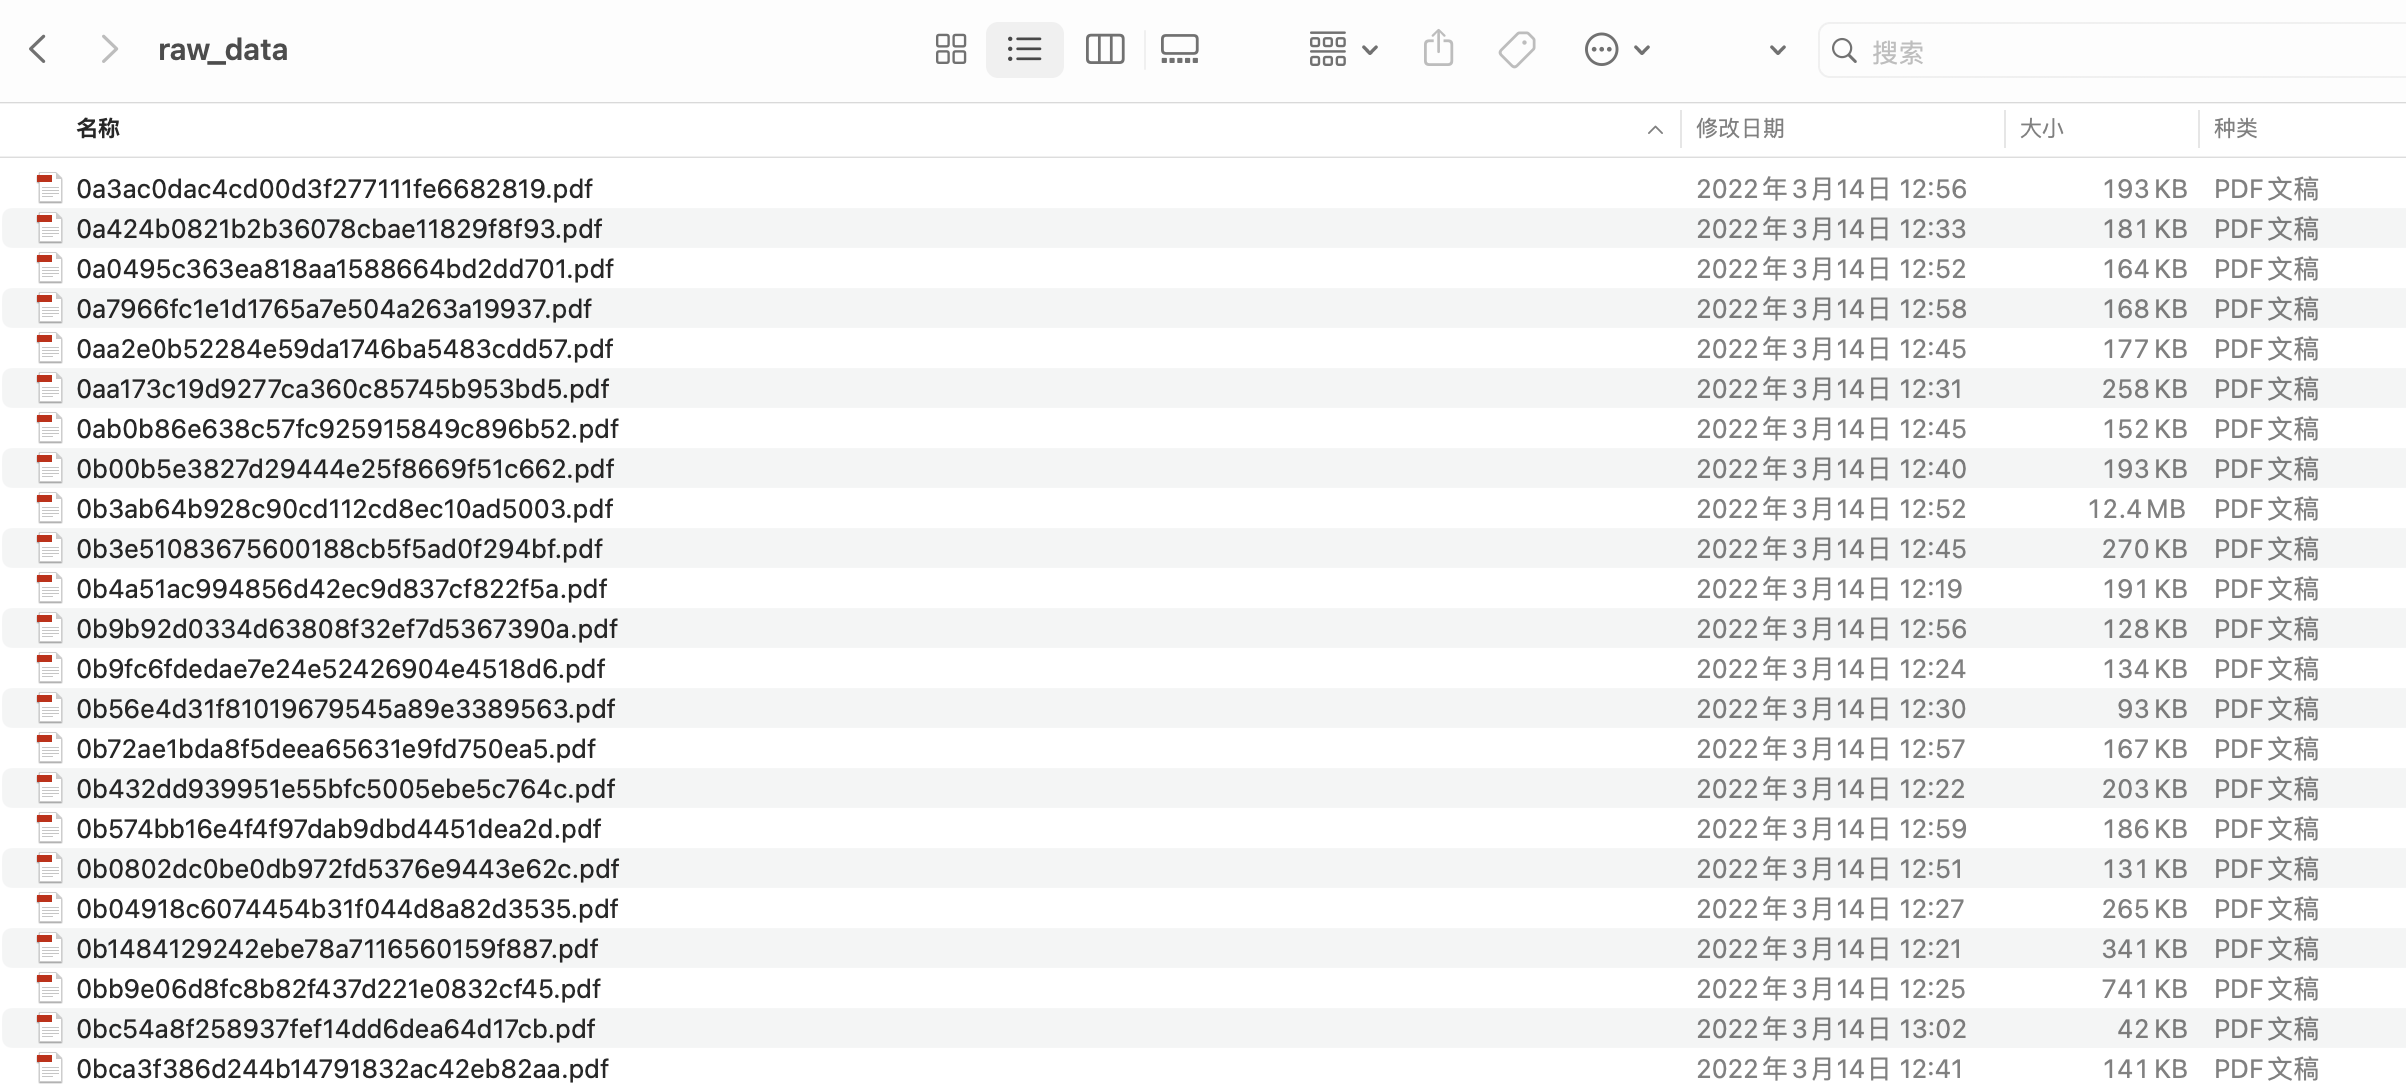 raw_data
搜索
名称 修改日期 大小 种类
0a3ac0dac4cd00d3f277111fe6682819.pdf 2022年3月14日 12:56 193 KB PDF文稿
0a424b0821b2b36078cbae11829f8f93.pdf 2022年3月14日 12:33 181 KB PDF文稿
0a0495c363ea818aa1588664bd2dd701.pdf 2022年3月14日 12:52 164 KB PDF文稿
0a7966fc1e1d1765a7e504a263a19937.pdf 2022年3月14日 12:58 168 KB PDF文稿
0aa2e0b52284e59da1746ba5483cdd57.pdf 2022年3月14日 12:45 177 KB PDF文稿
0aa173c19d9277ca360c85745b953bd5.pdf 2022年3月14日 12:31 258 KB PDF文稿
0ab0b86e638c57fc925915849c896b52.pdf 2022年3月14日 12:45 152 KB PDF文稿
0b00b5e3827d29444e25f8669f51c662.pdf 2022年3月14日 12:40 193 KB PDF文稿
0b3ab64b928c90cd112cd8ec10ad5003.pdf 2022年3月14日 12:52 12.4 MB PDF文稿
0b3e51083675600188cb5f5ad0f294bf.pdf 2022年3月14日 12:45 270 KB PDF文稿
0b4a51ac994856d42ec9d837cf822f5a.pdf 2022年3月14日 12:19 191 KB PDF文稿
0b9b92d0334d63808f32ef7d5367390a.pdf 2022年3月14日 12:56 128 KB PDF文稿
0b9fc6fdedae7e24e52426904e4518d6.pdf 2022年3月14日 12:24 134 KB PDF文稿
0b56e4d31f81019679545a89e3389563.pdf 2022年3月14日 12:30 93 KB PDF文稿
0b72ae1bda8f5deea65631e9fd750ea5.pdf 2022年3月14日 12:57 167 KB PDF文稿
0b432dd939951e55bfc5005ebe5c764c.pdf 2022年3月14日 12:22 203 KB PDF文稿
0b574bb16e4f4f97dab9dbd4451dea2d.pdf 2022年3月14日 12:59 186 KB PDF文稿
0b0802dc0be0db972fd5376e9443e62c.pdf 2022年3月14日 12:51 131 KB PDF文稿
0b04918c6074454b31f044d8a82d3535.pdf 2022年3月14日 12:27 265 KB PDF文稿
0b1484129242ebe78a7116560159f887.pdf 2022年3月14日 12:21 341 KB PDF文稿
0bb9e06d8fc8b82f437d221e0832cf45.pdf 2022年3月14日 12:25 741 KB PDF文稿
0bc54a8f258937fef14dd6dea64d17cb.pdf 2022年3月14日 13:02 42 KB PDF文稿
0bca3f386d244b14791832ac42eb82aa.pdf 2022年3月14日 12:41 141 KB PDF文稿